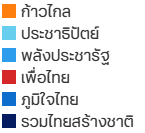 ก้าวไกล
ประชาธิปัตย์
พลังประชารัฐ
เพื่อไทย
ภูมิใจไทย
รวมไทยสร้างชาติ